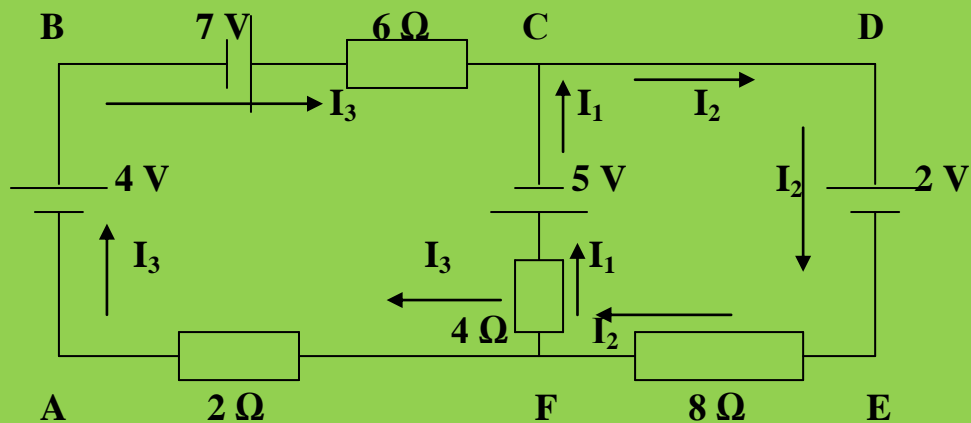 B 7 V 6 Ω C D
I₃ I₁ I₂
4 V 5 V I₂ 2 V
I₃ I₃ I₁
4 Ω I₂
A 2 Ω F 8 Ω E